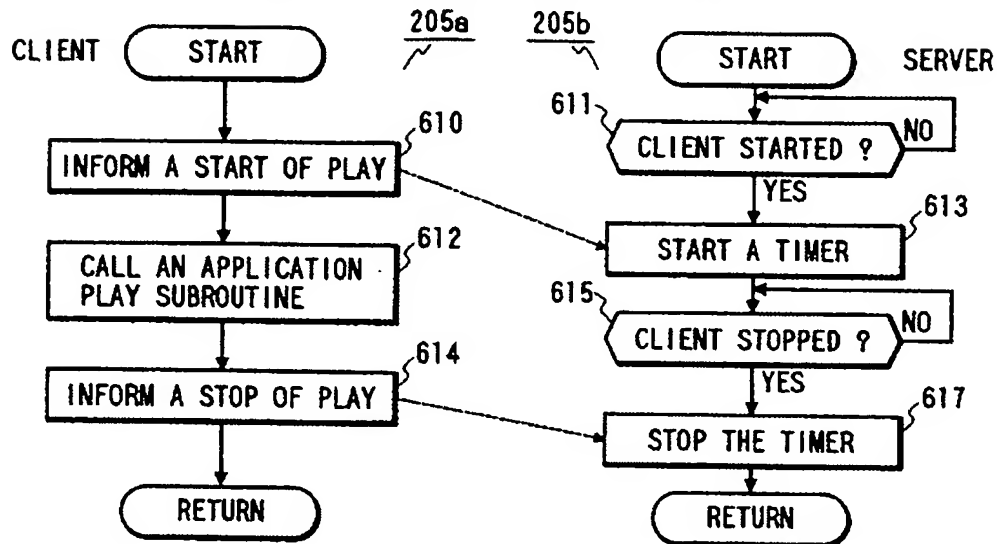 CLIENT
START
205a
205b
START
SERVER
610
INFORM A START OF PLAY
611
CLIENT STARTED ?
NO
YES
612
CALL AN APPLICATION
PLAY SUBROUTINE
613
START A TIMER
615
CLIENT STOPPED ?
NO
YES
614
INFORM A STOP OF PLAY
617
STOP THE TIMER
RETURN
RETURN